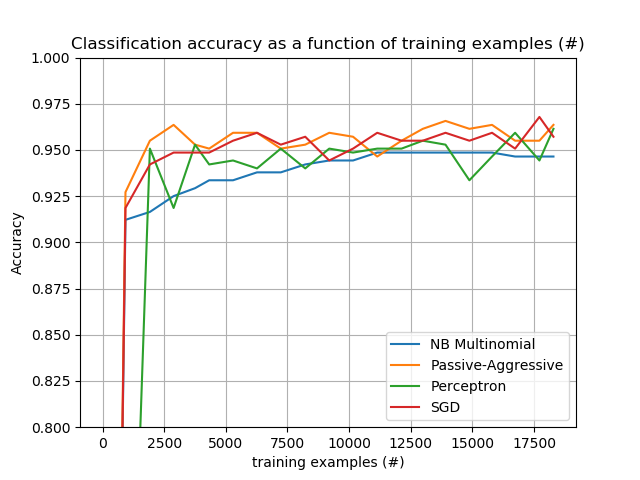 Classification accuracy as a function of training examples (#)
1.000
0.975
0.950
0.925
0.900
0.875
0.850
0.825
0.800
Accuracy
NB Multinomial
Passive-Aggressive
Perceptron
SGD
0 2500 5000 7500 10000 12500 15000 17500
training examples (#)